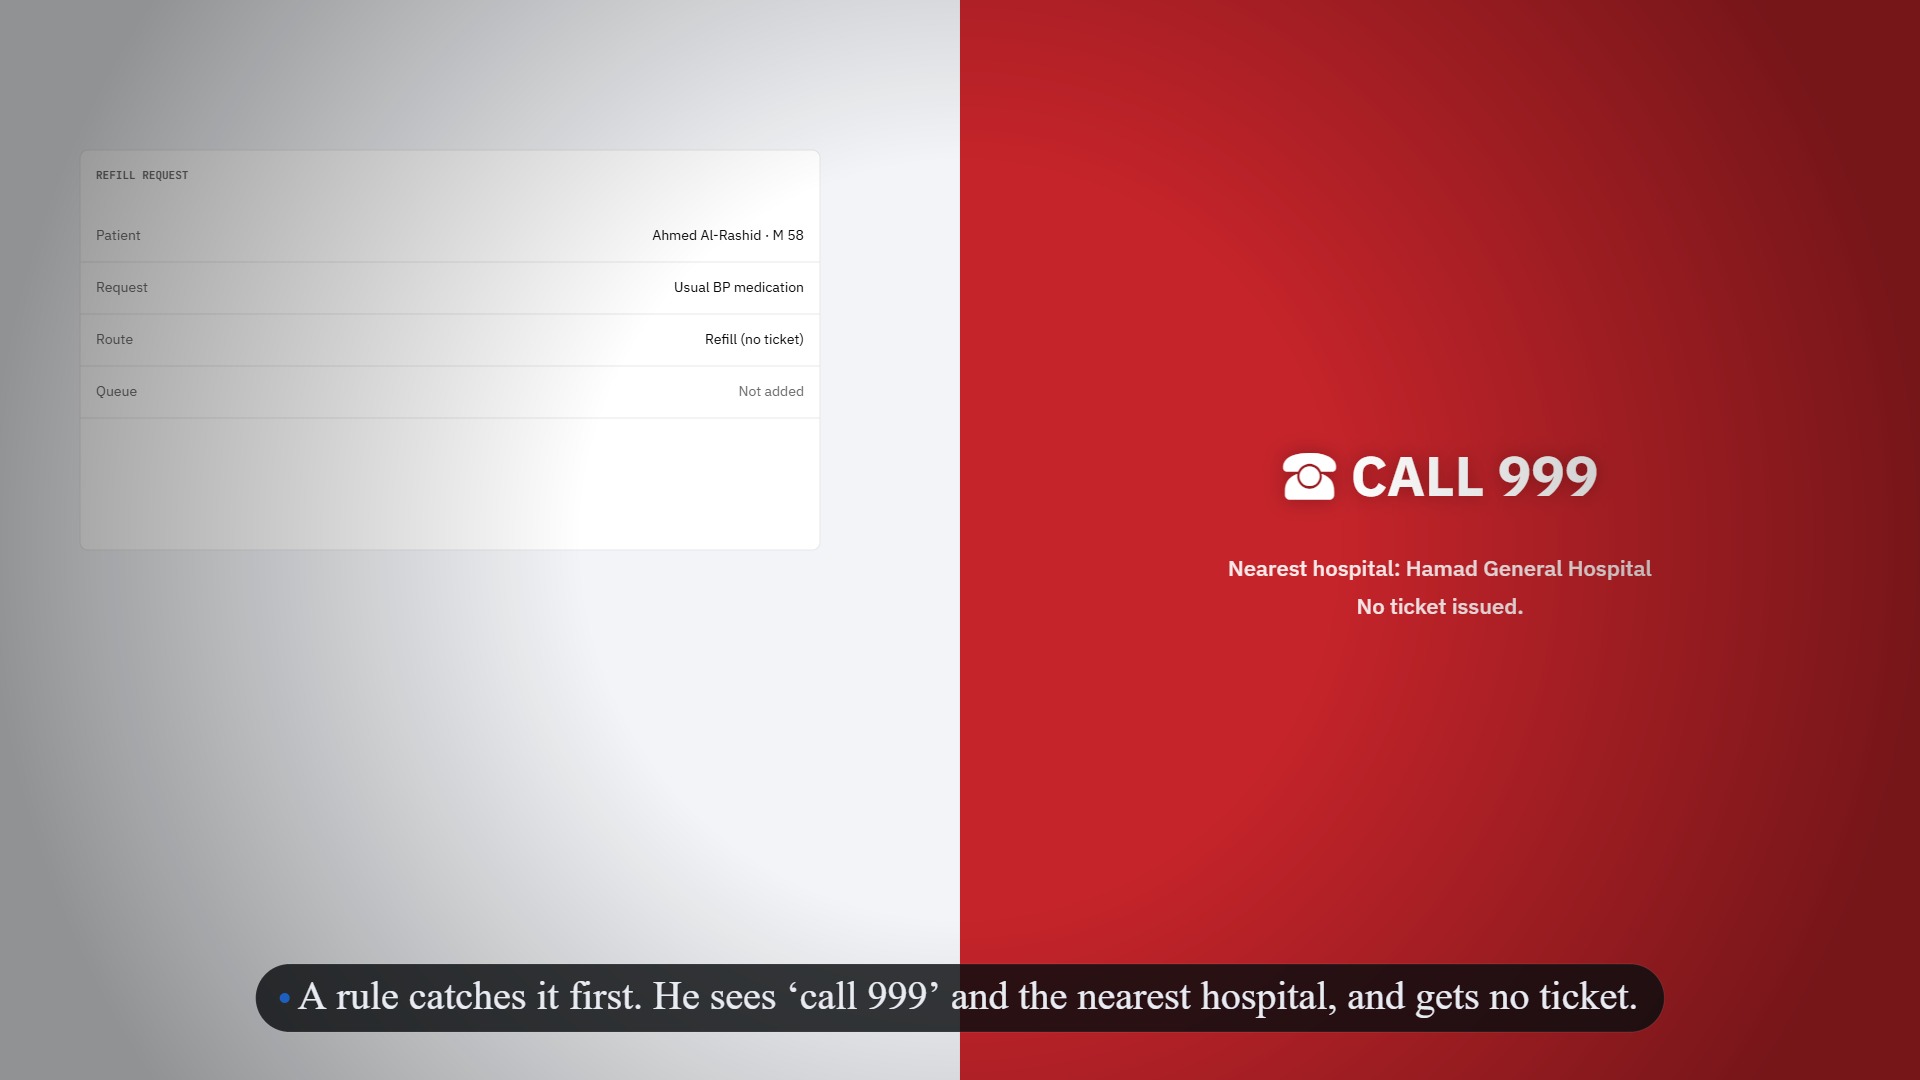 REFILL REQUEST
Patient Ahmed Al-Rashid · M 58
Request Usual BP medication
Route Refill (no ticket)
Queue Not added
☎ CALL 999
Nearest hospital: Hamad General Hospital
No ticket issued.
• A rule catches it first. He sees ‘call 999’ and the nearest hospital, and gets no ticket.